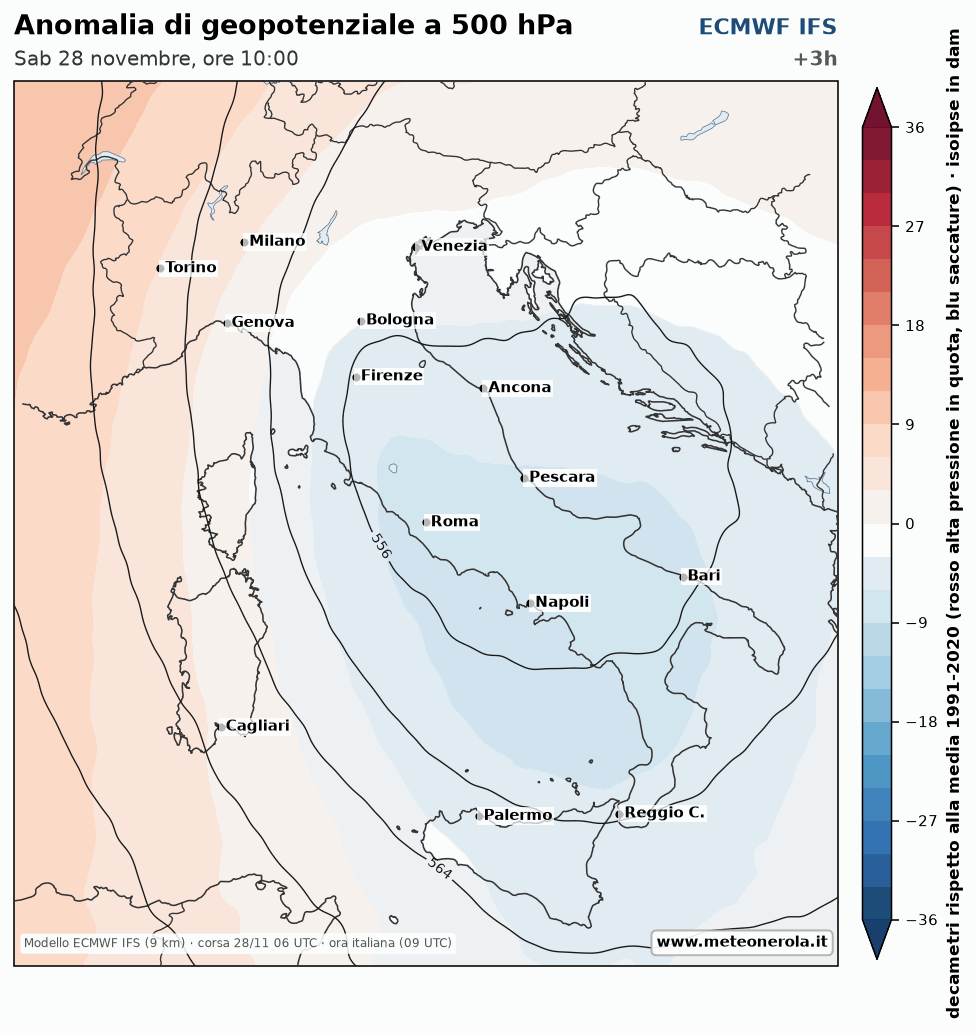 Anomalia di geopotenziale a 500 hPa
ECMWF IFS
Sab 28 novembre, ore 10:00
+3h
Milano
Venezia
Torino
Genova
Bologna
Firenze
Ancona
Pescara
Roma
556
Bari
Napoli
Cagliari
Palermo
Reggio C.
564
Modello ECMWF IFS (9 km) · corsa 28/11 06 UTC · ora italiana (09 UTC)
www.meteonerola.it
36
27
18
9
0
−9
−18
−27
−36
decametri rispetto alla media 1991-2020 (rosso alta pressione in quota, blu saccature) · isoipse in dam